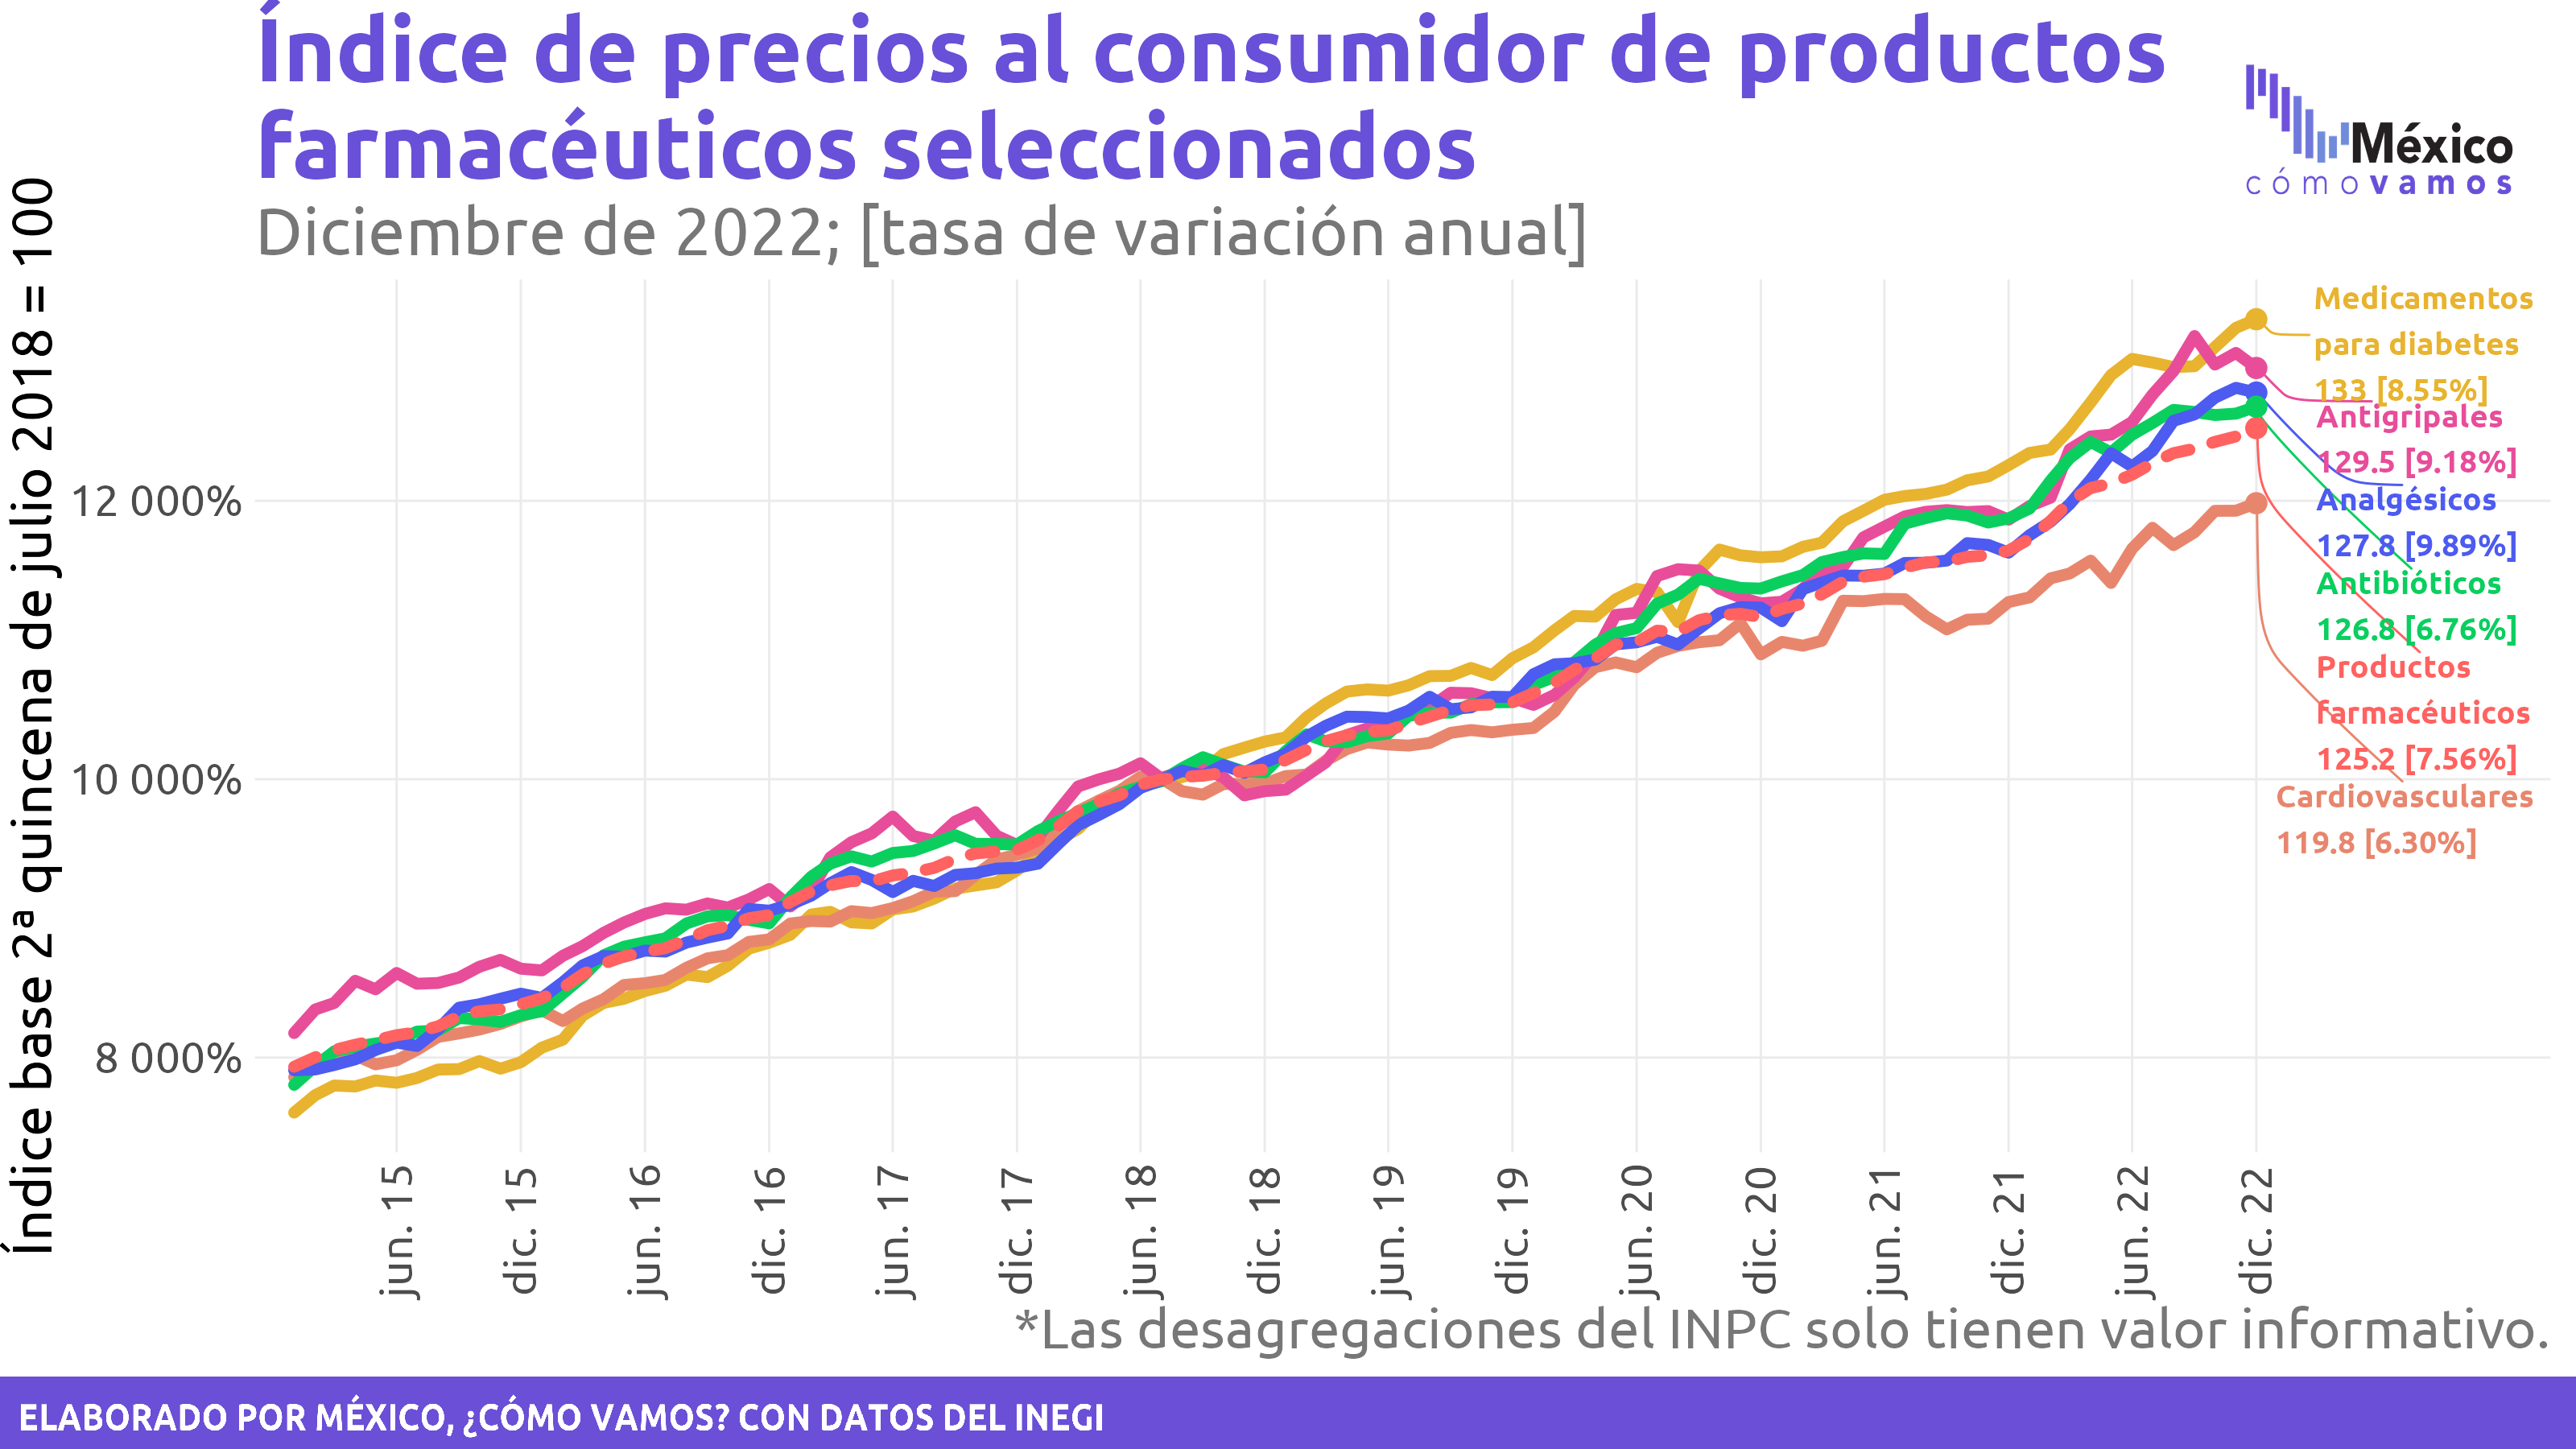 Índice de precios al consumidor de productos
farmacéuticos seleccionados
Diciembre de 2022; [tasa de variación anual]
México
cómo vamos
Índice base 2ª quincena de julio 2018 = 100
12 000%
10 000%
8 000%
Medicamentos
para diabetes
133 [8.55%]
Antigripales
129.5 [9.18%]
Analgésicos
127.8 [9.89%]
Antibióticos
126.8 [6.76%]
Productos
farmacéuticos
125.2 [7.56%]
Cardiovasculares
119.8 [6.30%]
jun. 15
dic. 15
jun. 16
dic. 16
jun. 17
dic. 17
jun. 18
dic. 18
jun. 19
dic. 19
jun. 20
dic. 20
jun. 21
dic. 21
jun. 22
dic. 22
*Las desagregaciones del INPC solo tienen valor informativo.
ELABORADO POR MÉXICO, ¿CÓMO VAMOS? CON DATOS DEL INEGI